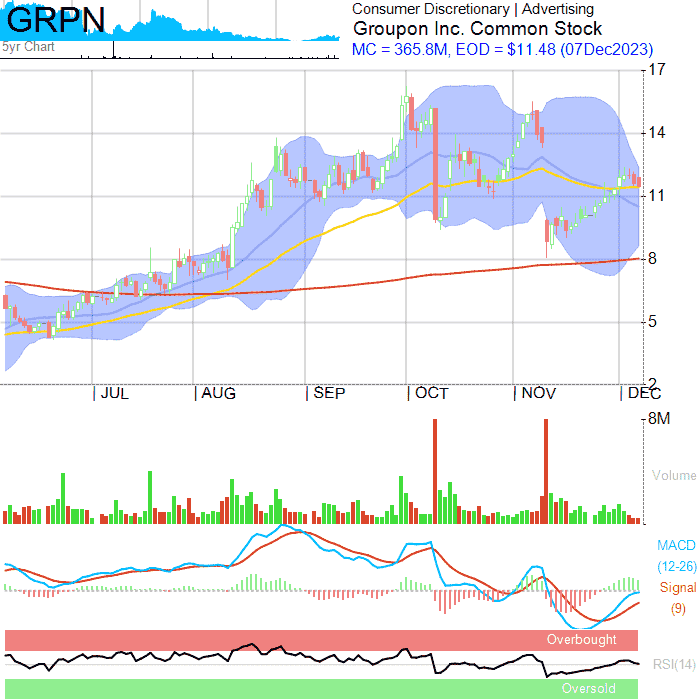 GRPN
5yr Chart
Consumer Discretionary | Advertising
Groupon Inc. Common Stock
MC = 365.8M, EOD = $11.48 (07Dec2023)
17
14
11
8
5
2
JUL AUG SEP OCT NOV DEC
8M
Volume
MACD
(12-26)
Signal
(9)
Overbought
RSI(14)
Oversold